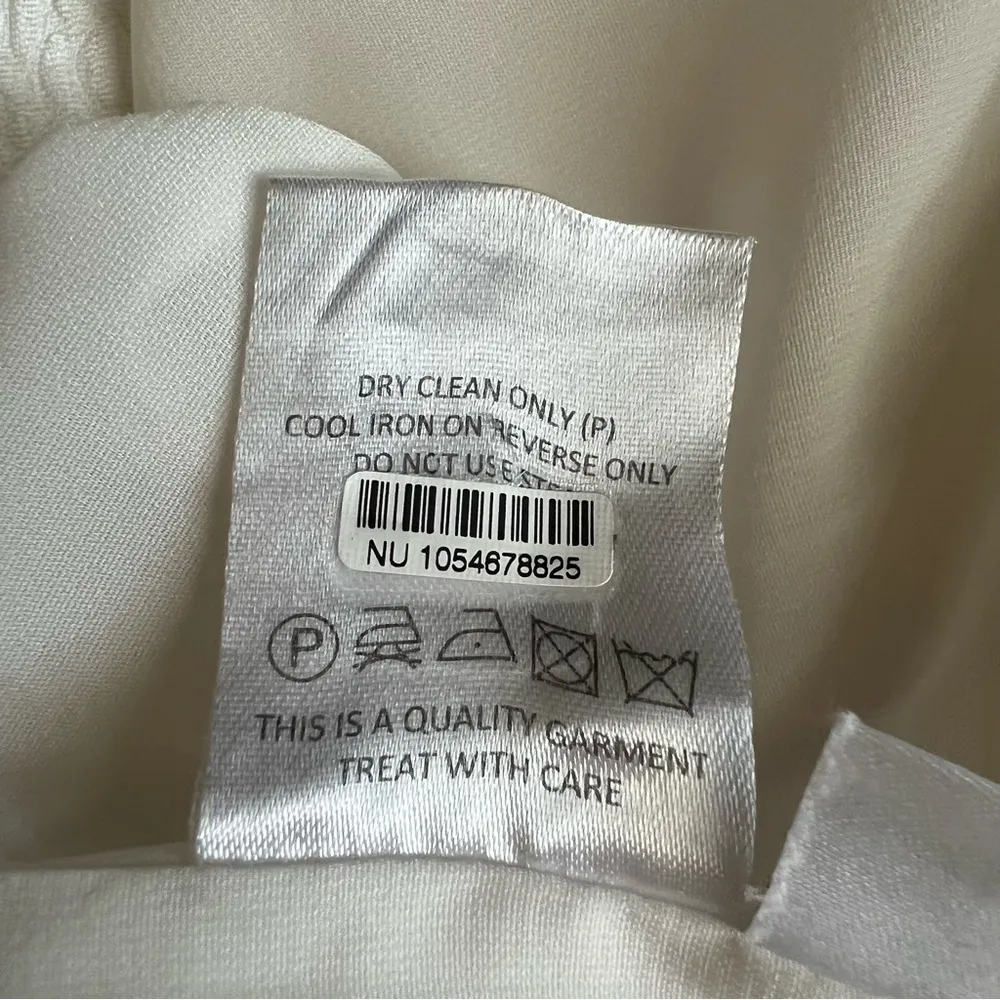 DRY CLEAN ONLY (P)
COOL IRON ON REVERSE ONLY
DO NOT USE
NU 1054678825
P
THIS IS A QUALITY GARMENT
TREAT WITH CARE